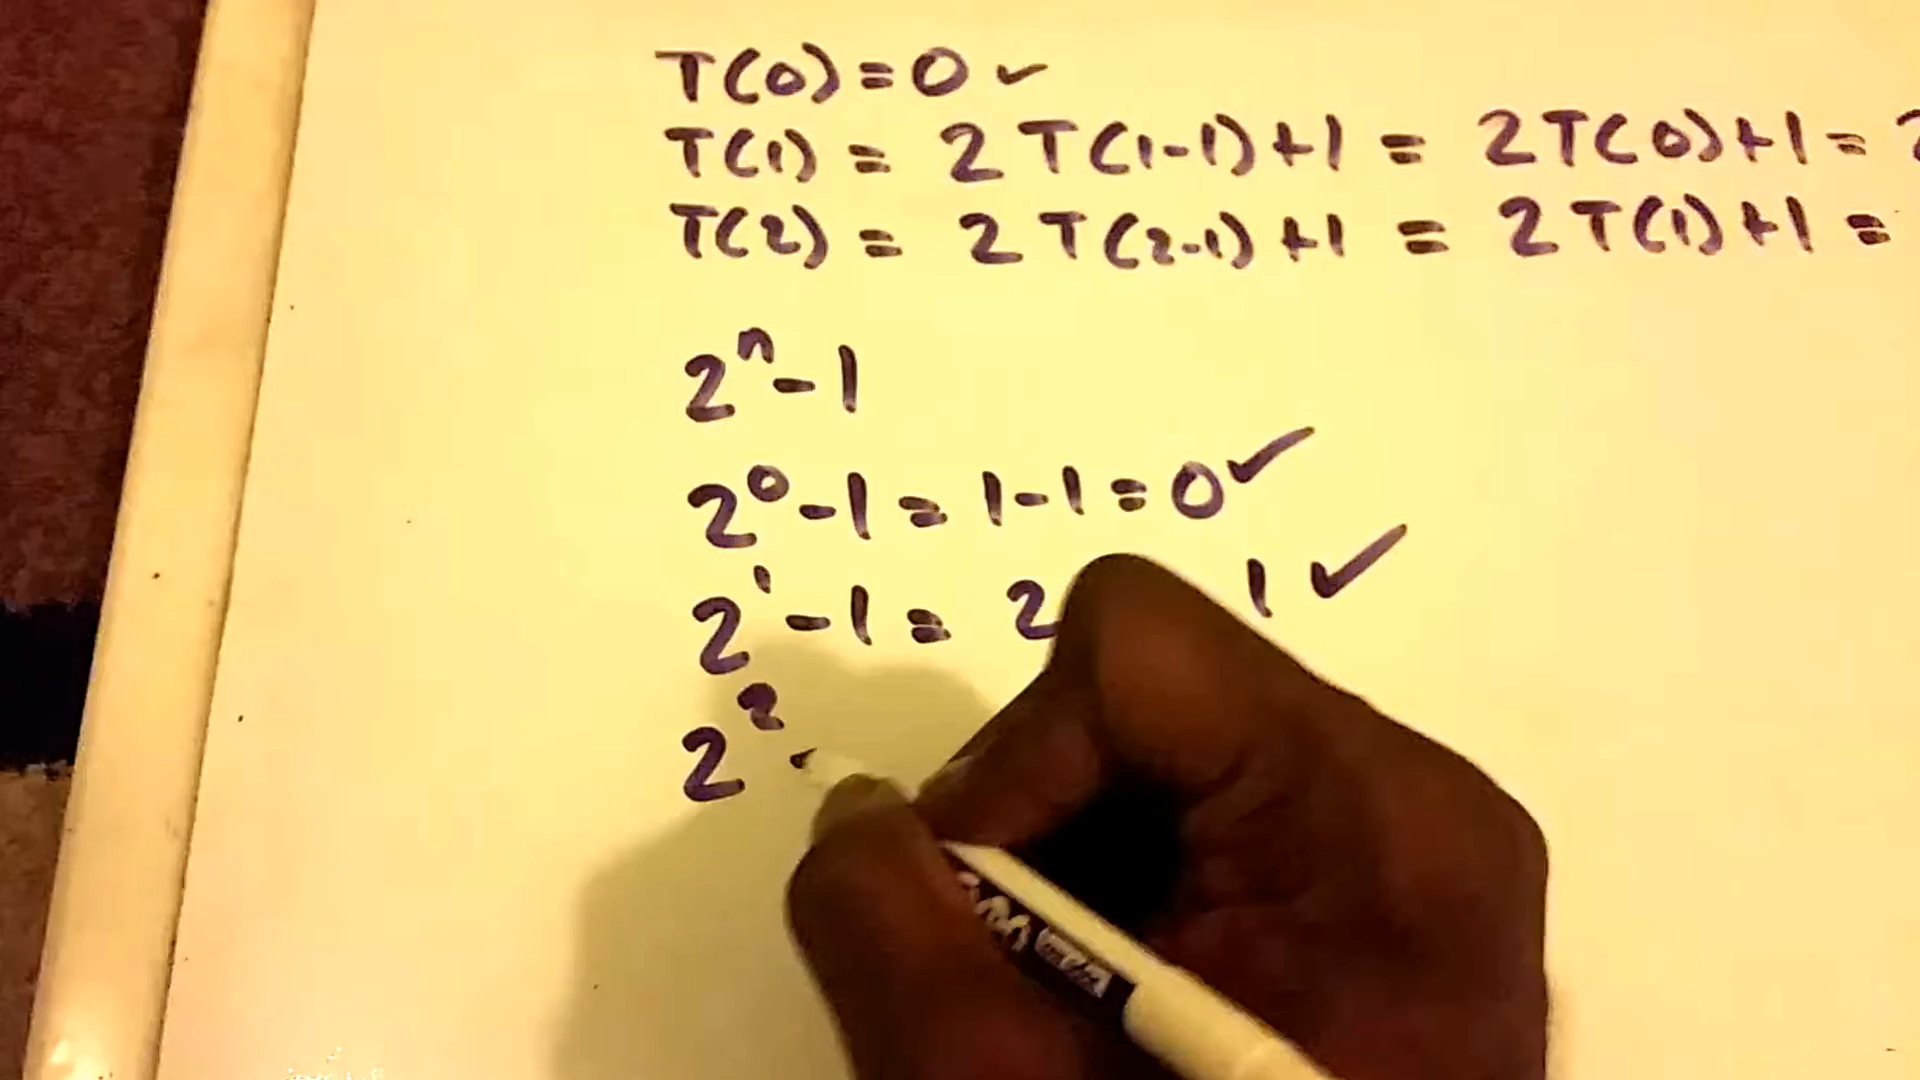 T(0) = 0 ✓
T(1) = 2T(1-1)+1 = 2T(0)+1 = 2
T(2) = 2T(2-1)+1 = 2T(1)+1 =
2ⁿ - 1
2⁰ - 1 = 1 - 1 = 0 ✓
2¹ - 1 = 2 1 ✓
2² -